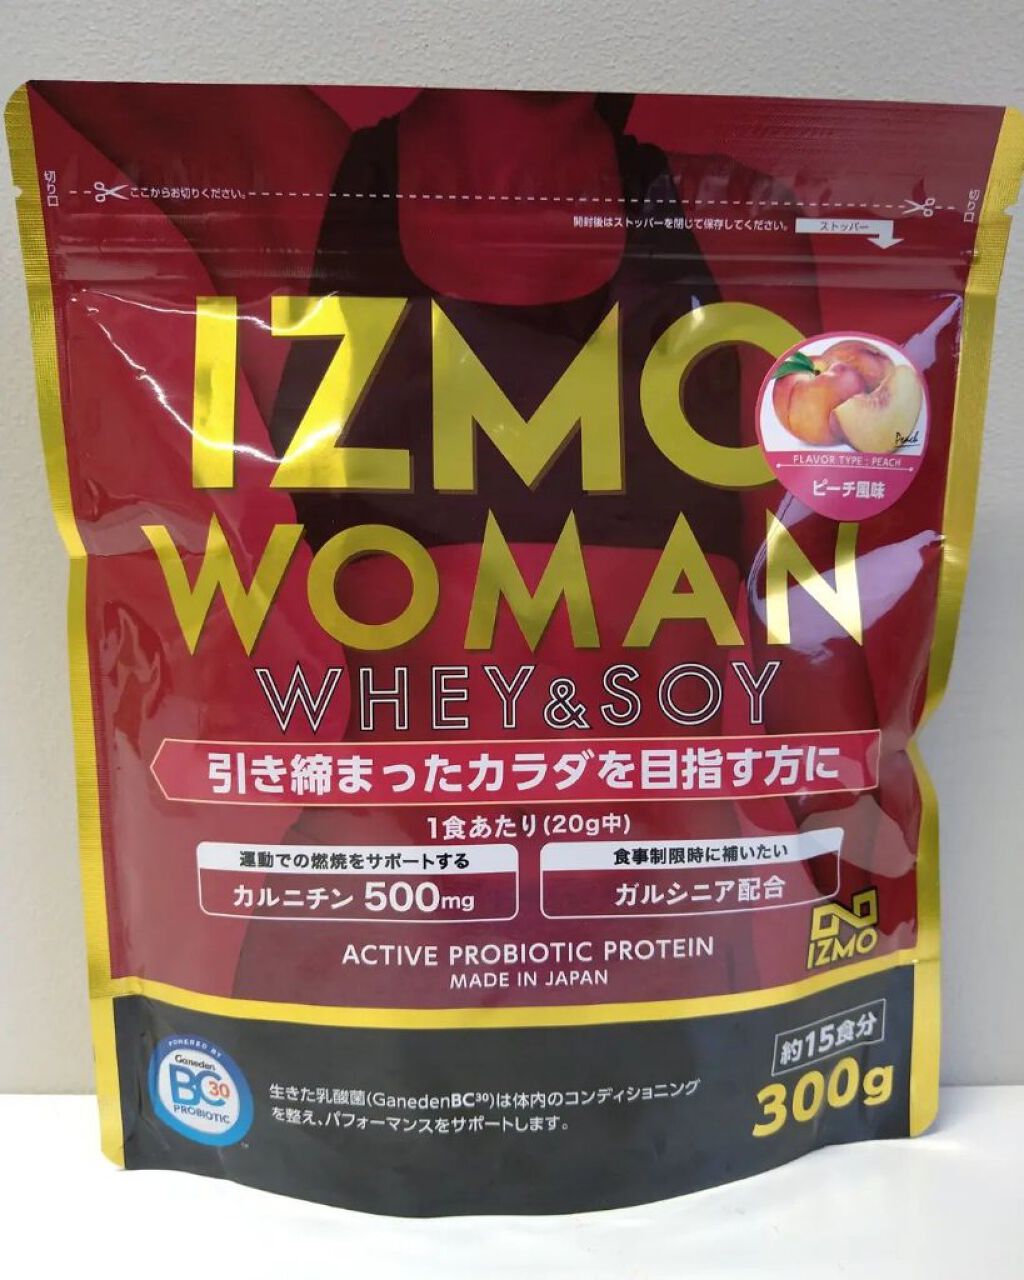 切り口
ここからお切りください。
切り口
開封後はストッパーを閉じて保存してください。
ストッパー
IZMO
Peach
FLAVOR TYPE : PEACH
ピーチ風味
WOMAN
WHEY&SOY
引き締まったカラダを目指す方に
1食あたり(20g中)
運動での燃焼をサポートする
カルニチン 500mg
食事制限時に補いたい
ガルシニア配合
IZMO
ACTIVE PROBIOTIC PROTEIN
MADE IN JAPAN
POWERED BY
Ganeden
BC30
PROBIOTIC
生きた乳酸菌(GanedenBC³⁰)は体内のコンディショニング
を整え、パフォーマンスをサポートします。
約15食分
300g